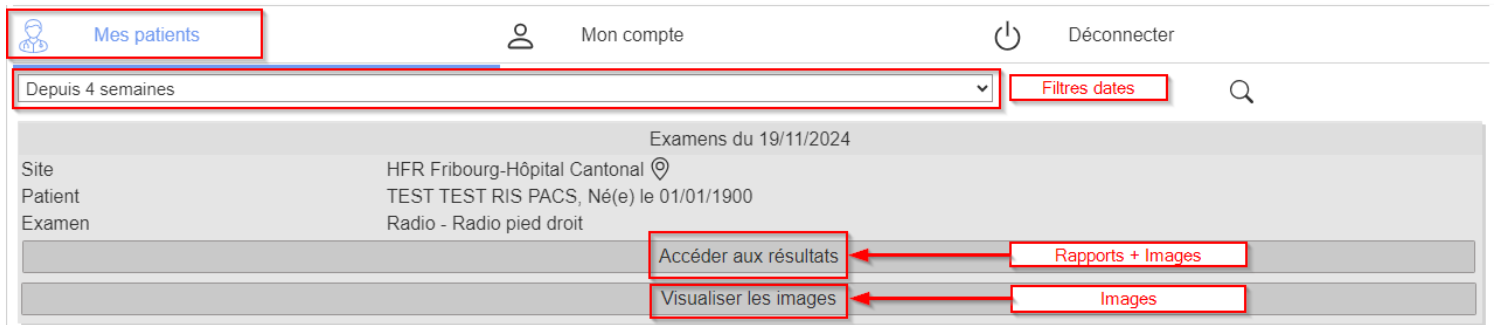 Mes patients Mon compte Déconnecter
Depuis 4 semaines Filtres dates
Examens du 19/11/2024
Site HFR Fribourg-Hôpital Cantonal
Patient TEST TEST RIS PACS, Né(e) le 01/01/1900
Examen Radio - Radio pied droit
Accéder aux résultats Rapports + Images
Visualiser les images Images